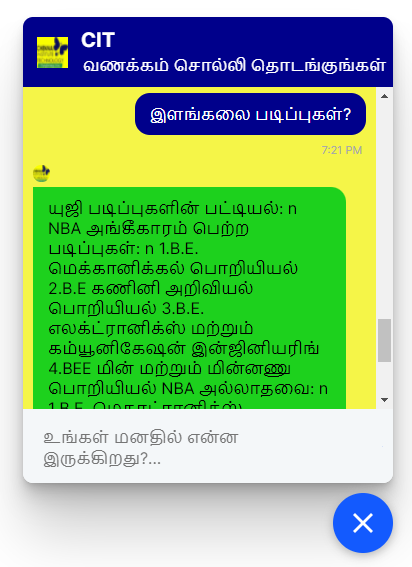 CIT
வணக்கம் சொல்லி தொடங்குங்கள்
இளங்கலை படிப்புகள்?
7:21 PM
யுஜி படிப்புகளின் பட்டியல்: n
NBA அங்கீகாரம் பெற்ற
படிப்புகள்: n 1.B.E.
மெக்கானிக்கல் பொறியியல்
2.B.E கணினி அறிவியல்
பொறியியல் 3.B.E.
எலக்ட்ரானிக்ஸ் மற்றும்
கம்யூனிகேஷன் இன்ஜினியரிங்
4.BEE மின் மற்றும் மின்னணு
பொறியியல் NBA அல்லாதவை: n
1.B.E. மெகாட்ரானிக்ஸ்
உங்கள் மனதில் என்ன
இருக்கிறது?...